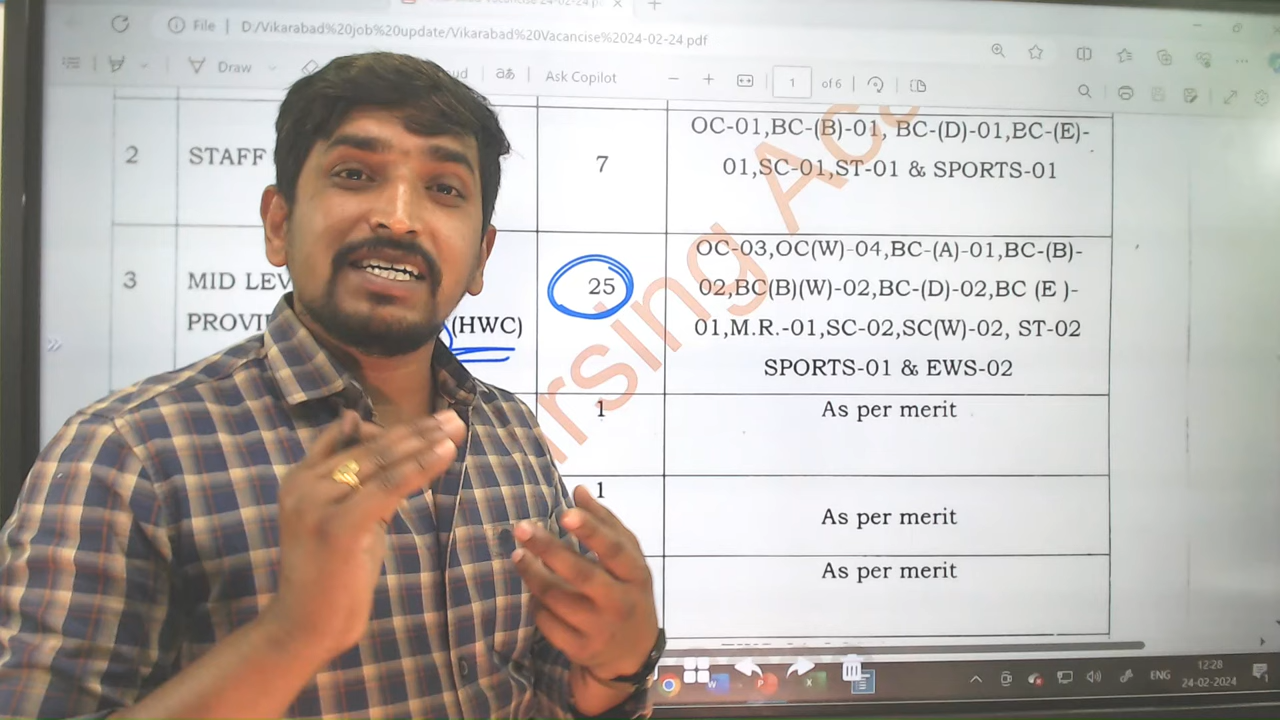 File | D:/Vikarabad%20job%20update/Vikarabad%20Vacancise%2024-02-24 pdf
Draw
aあ
Ask Copilot
1 of 6
2 STAFF 7
OC-01,BC-(B)-01, BC-(D)-01,BC-(E)-
01,SC-01,ST-01 & SPORTS-01
3 MID LEV
PROVI (HWC)
25
OC-03,OC(W)-04,BC-(A)-01,BC-(B)-
02,BC(B)(W)-02,BC-(D)-02,BC (E )-
01,M.R.-01,SC-02,SC(W)-02, ST-02
SPORTS-01 & EWS-02
1 As per merit
1 As per merit
As per merit
rsing Aca
ENG
12:28
24-02-2024